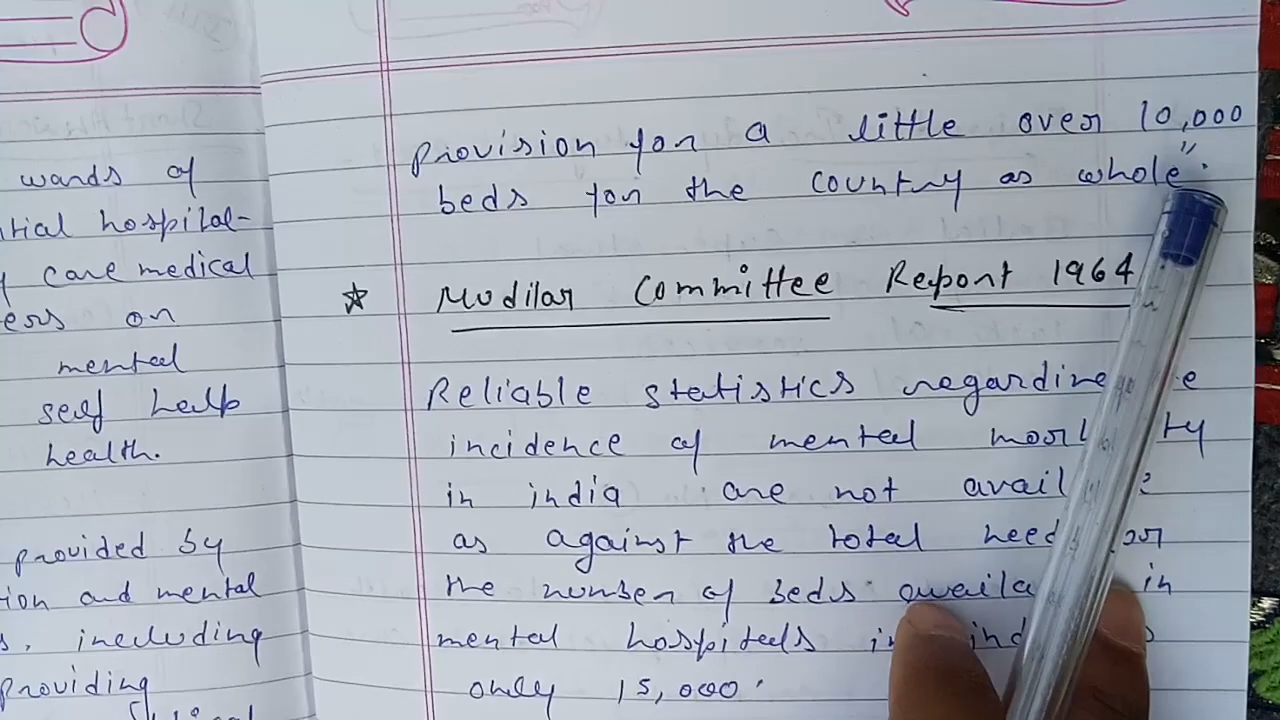 wards of
hospital-
care medical
on
mental
self help
health.
provided by
and mental
including
providing
provision for a little over 10,000
beds for the country as whole".
☆ Mudilar Committee Report 1964
Reliable statistics regarding
incidence of mental
in india are not
as against the total need
the number of beds in
mental hospitals
only 15,000.